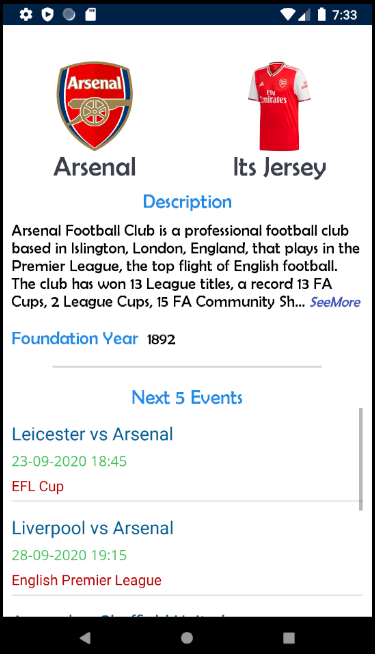 7:33
Arsenal
Fly
Emirates
Arsenal
Its Jersey
Description
Arsenal Football Club is a professional football club
based in Islington, London, England, that plays in the
Premier League, the top flight of English football.
The club has won 13 League titles, a record 13 FA
Cups, 2 League Cups, 15 FA Community Sh... SeeMore
Foundation Year 1892
Next 5 Events
Leicester vs Arsenal
23-09-2020 18:45
EFL Cup
Liverpool vs Arsenal
28-09-2020 19:15
English Premier League